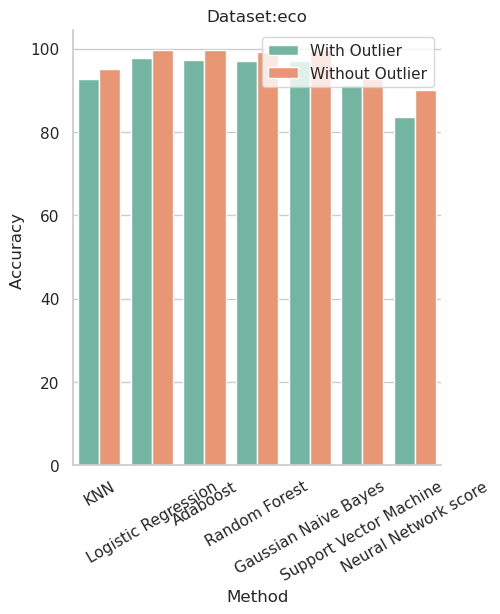 Dataset:eco
With Outlier
Without Outlier
100
80
60
40
20
0
Accuracy
KNN
Logistic Regression
Adaboost
Random Forest
Gaussian Naive Bayes
Support Vector Machine
Neural Network score
Method